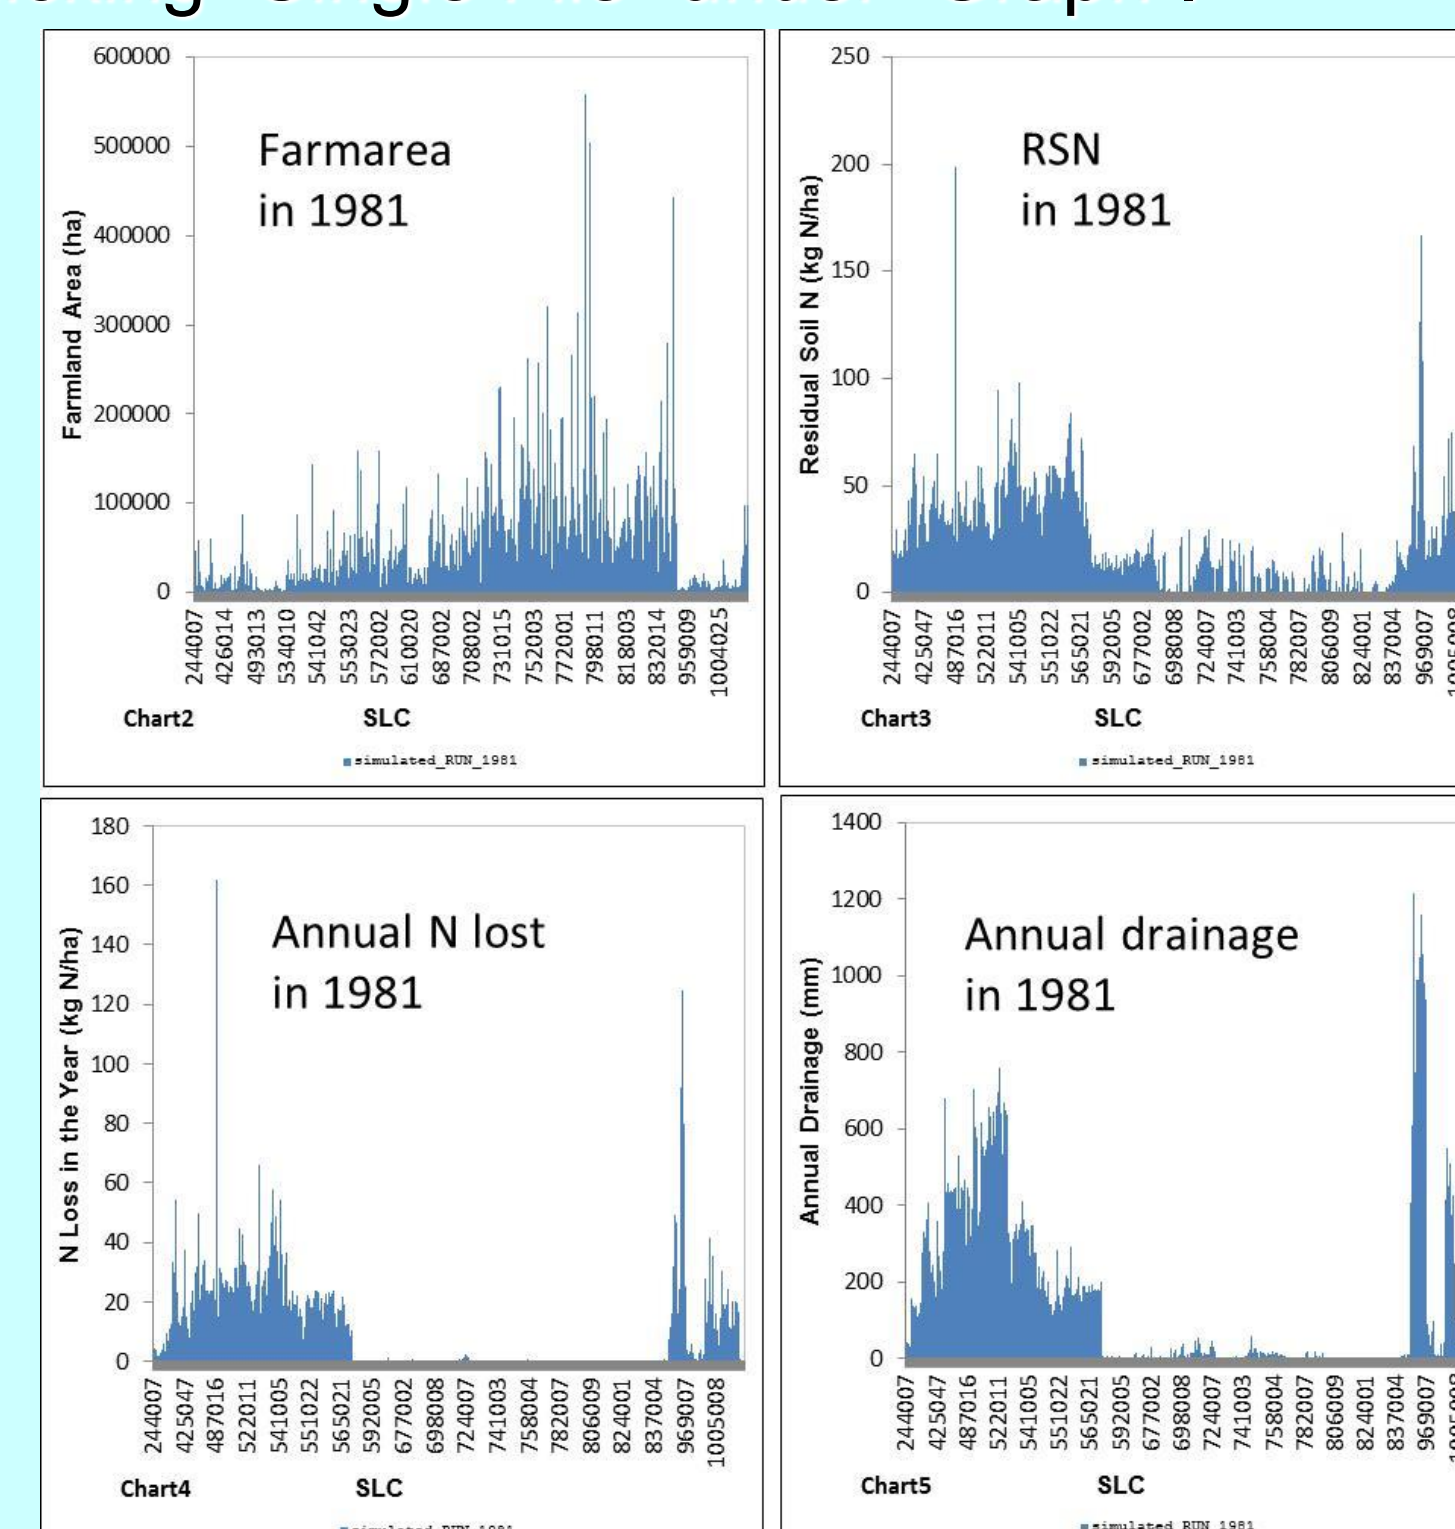 "Single File" under "Graph".
600000
500000
400000
300000
200000
100000
0
Farmland Area (ha)
Farmarea
in 1981
244007 426014 493013 534010 541042 553023 572002 610020 687002 708002 731015 752003 772001 798011 818003 832014 959009 1004025
Chart2 SLC
simulated_RUN_1981
250
200
150
100
50
0
Residual Soil N (kg N/ha)
RSN
in 1981
244007 425047 487016 522011 541005 551022 565021 592005 677002 698008 724007 741003 758004 782007 806009 824001 837004 969007 1005008
Chart3 SLC
simulated_RUN_1981
180
160
140
120
100
80
60
40
20
0
N Loss in the Year (kg N/ha)
Annual N lost
in 1981
244007 425047 487016 522011 541005 551022 565021 592005 677002 698008 724007 741003 758004 782007 806009 824001 837004 969007 1005008
Chart4 SLC
simulated_RUN_1981
1400
1200
1000
800
600
400
200
0
Annual Drainage (mm)
Annual drainage
in 1981
244007 425047 487016 522011 541005 551022 565021 592005 677002 698008 724007 741003 758004 782007 806009 824001 837004 969007 1005008
Chart5 SLC
simulated_RUN_1981